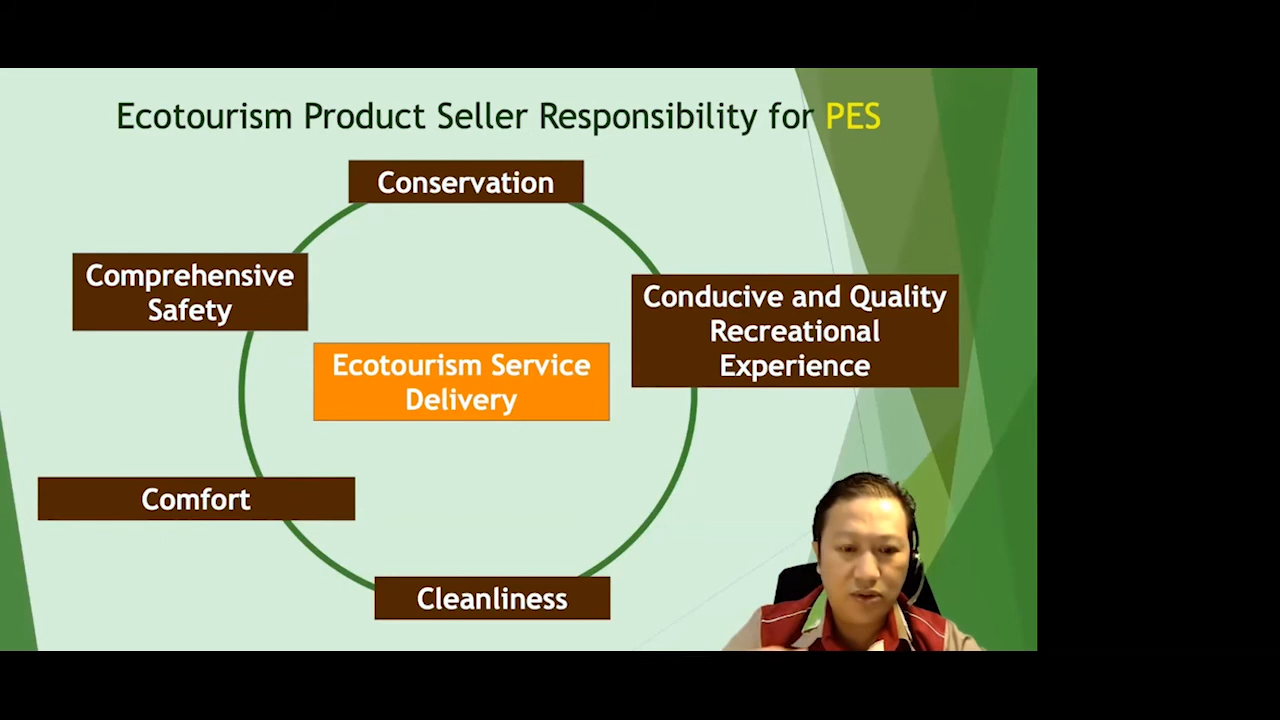 Ecotourism Product Seller Responsibility for PES
Conservation
Comprehensive
Safety
Conducive and Quality
Recreational
Experience
Ecotourism Service
Delivery
Comfort
Cleanliness